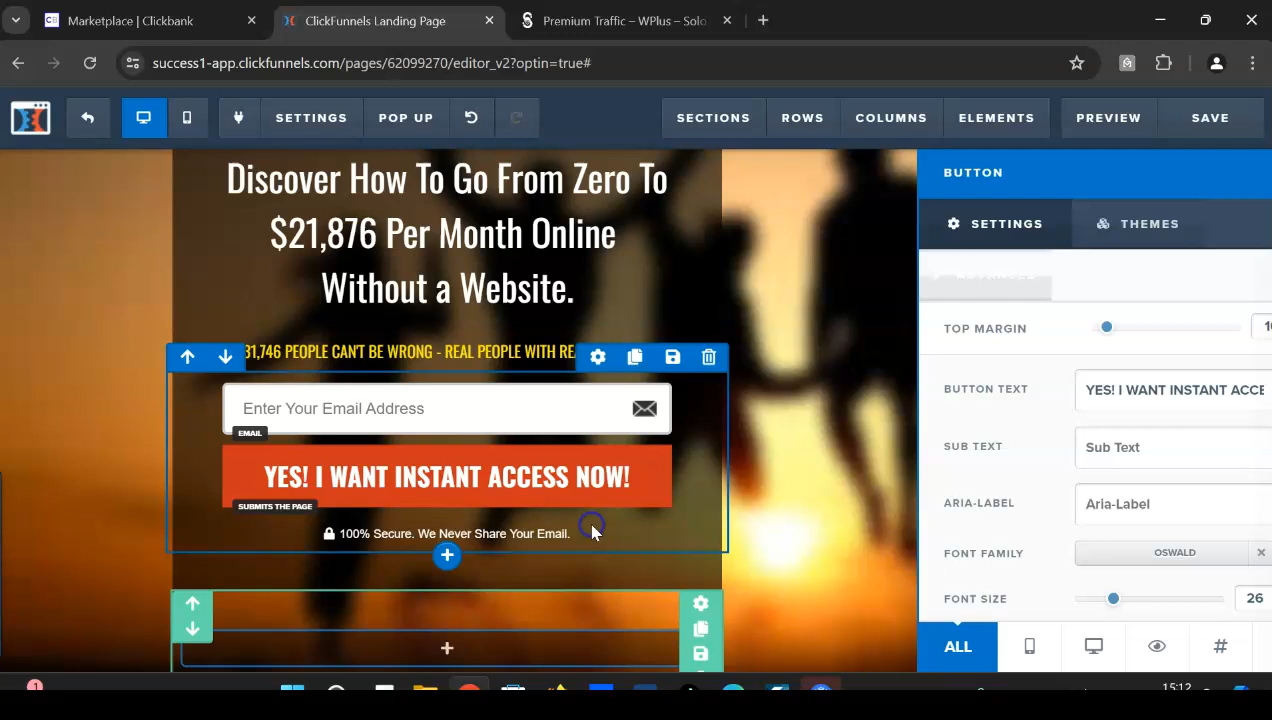 CB Marketplace | Clickbank
ClickFunnels Landing Page
Premium Traffic – WPlus – Solo
success1-app.clickfunnels.com/pages/62099270/editor_v2?optin=true#
SETTINGS POP UP SECTIONS ROWS COLUMNS ELEMENTS PREVIEW SAVE
Discover How To Go From Zero To
$21,876 Per Month Online
Without a Website.
31,746 PEOPLE CAN'T BE WRONG - REAL PEOPLE WITH
Enter Your Email Address
EMAIL
YES! I WANT INSTANT ACCESS NOW!
SUBMITS THE PAGE
100% Secure. We Never Share Your Email.
BUTTON
SETTINGS THEMES
TOP MARGIN
BUTTON TEXT YES! I WANT INSTANT ACCE
SUB TEXT Sub Text
ARIA-LABEL Aria-Label
FONT FAMILY OSWALD
FONT SIZE 26
ALL #
1
15:12